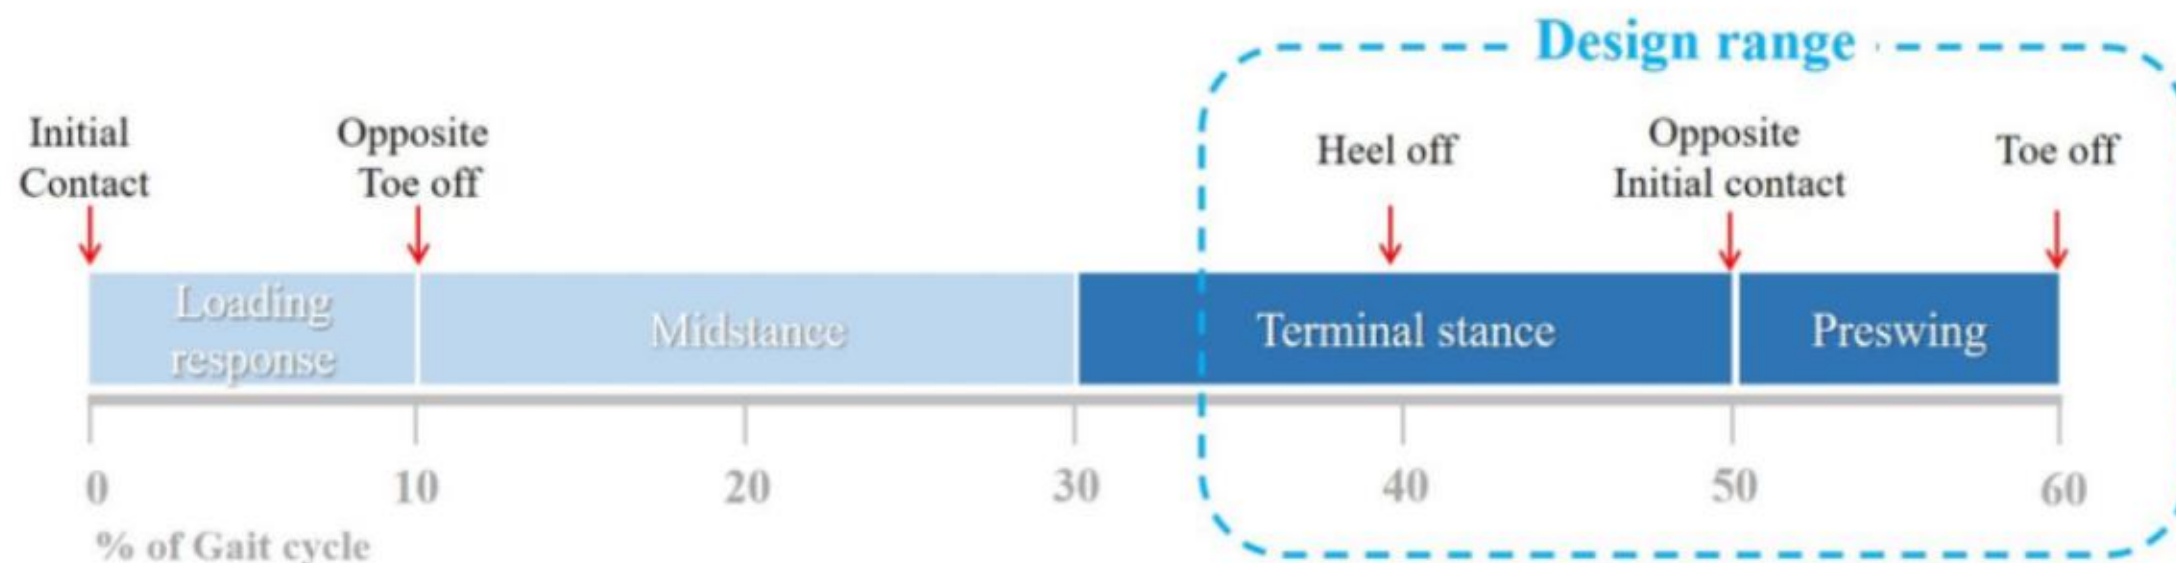 Design range
Initial
Contact
Opposite
Toe off
Heel off
Opposite
Initial contact
Toe off
Loading
response
Midstance
Terminal stance
Preswing
0
10
20
30
40
50
60
% of Gait cycle